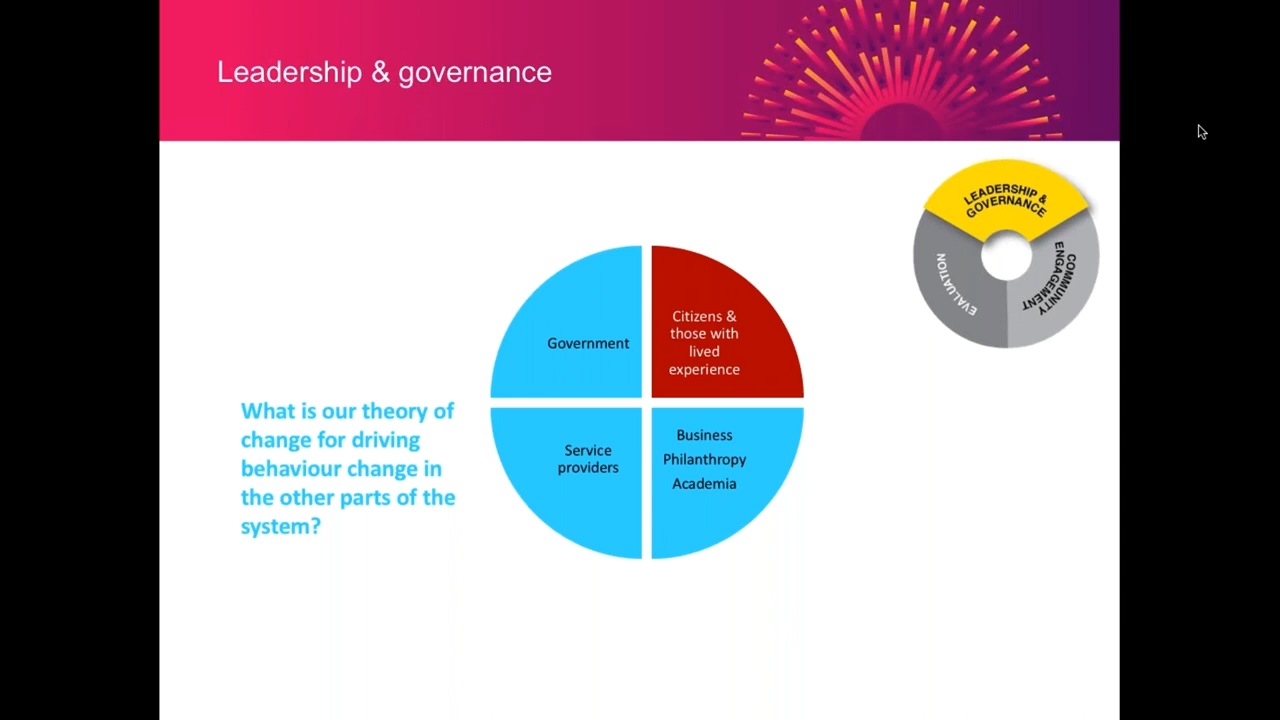 Leadership & governance
LEADERSHIP &
GOVERNANCE
COMMUNITY
ENGAGEMENT
EVALUATION
Government
Citizens &
those with
lived
experience
Service
providers
Business
Philanthropy
Academia
What is our theory of
change for driving
behaviour change in
the other parts of the
system?